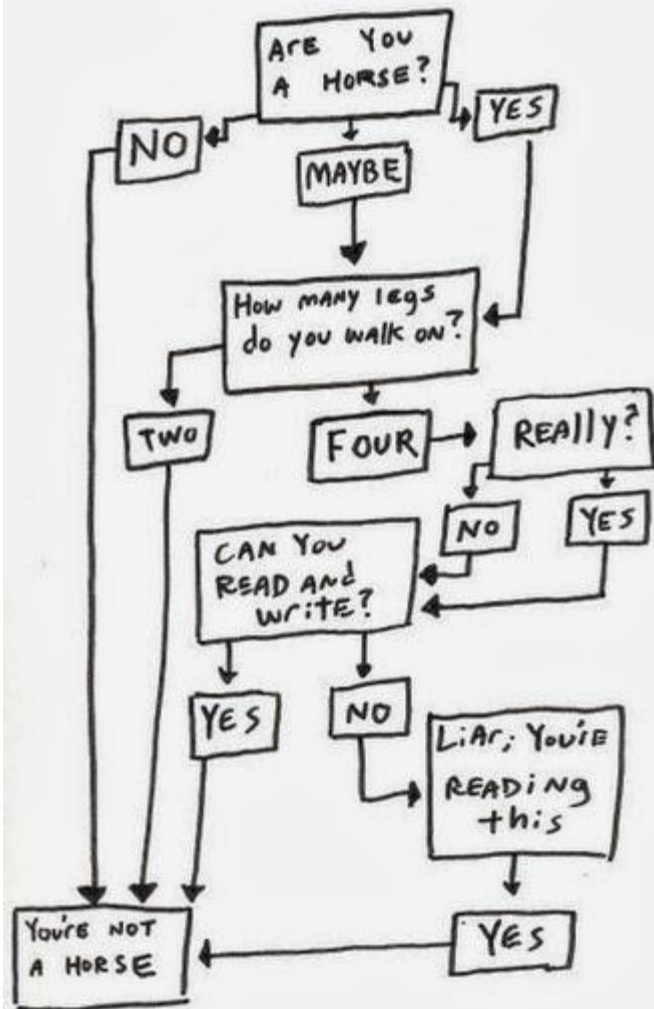 ArE YOU
A HORSE?
NO
YES
MAYBE
How MANY legs
do you walk on?
TWO
FOUR
REAlly?
NO
YES
CAN YOU
READ ANd
WriTE?
YES
NO
LiAr; YOU'rE
READiNg
this
YES
YOU'rE NOT
A HORSE